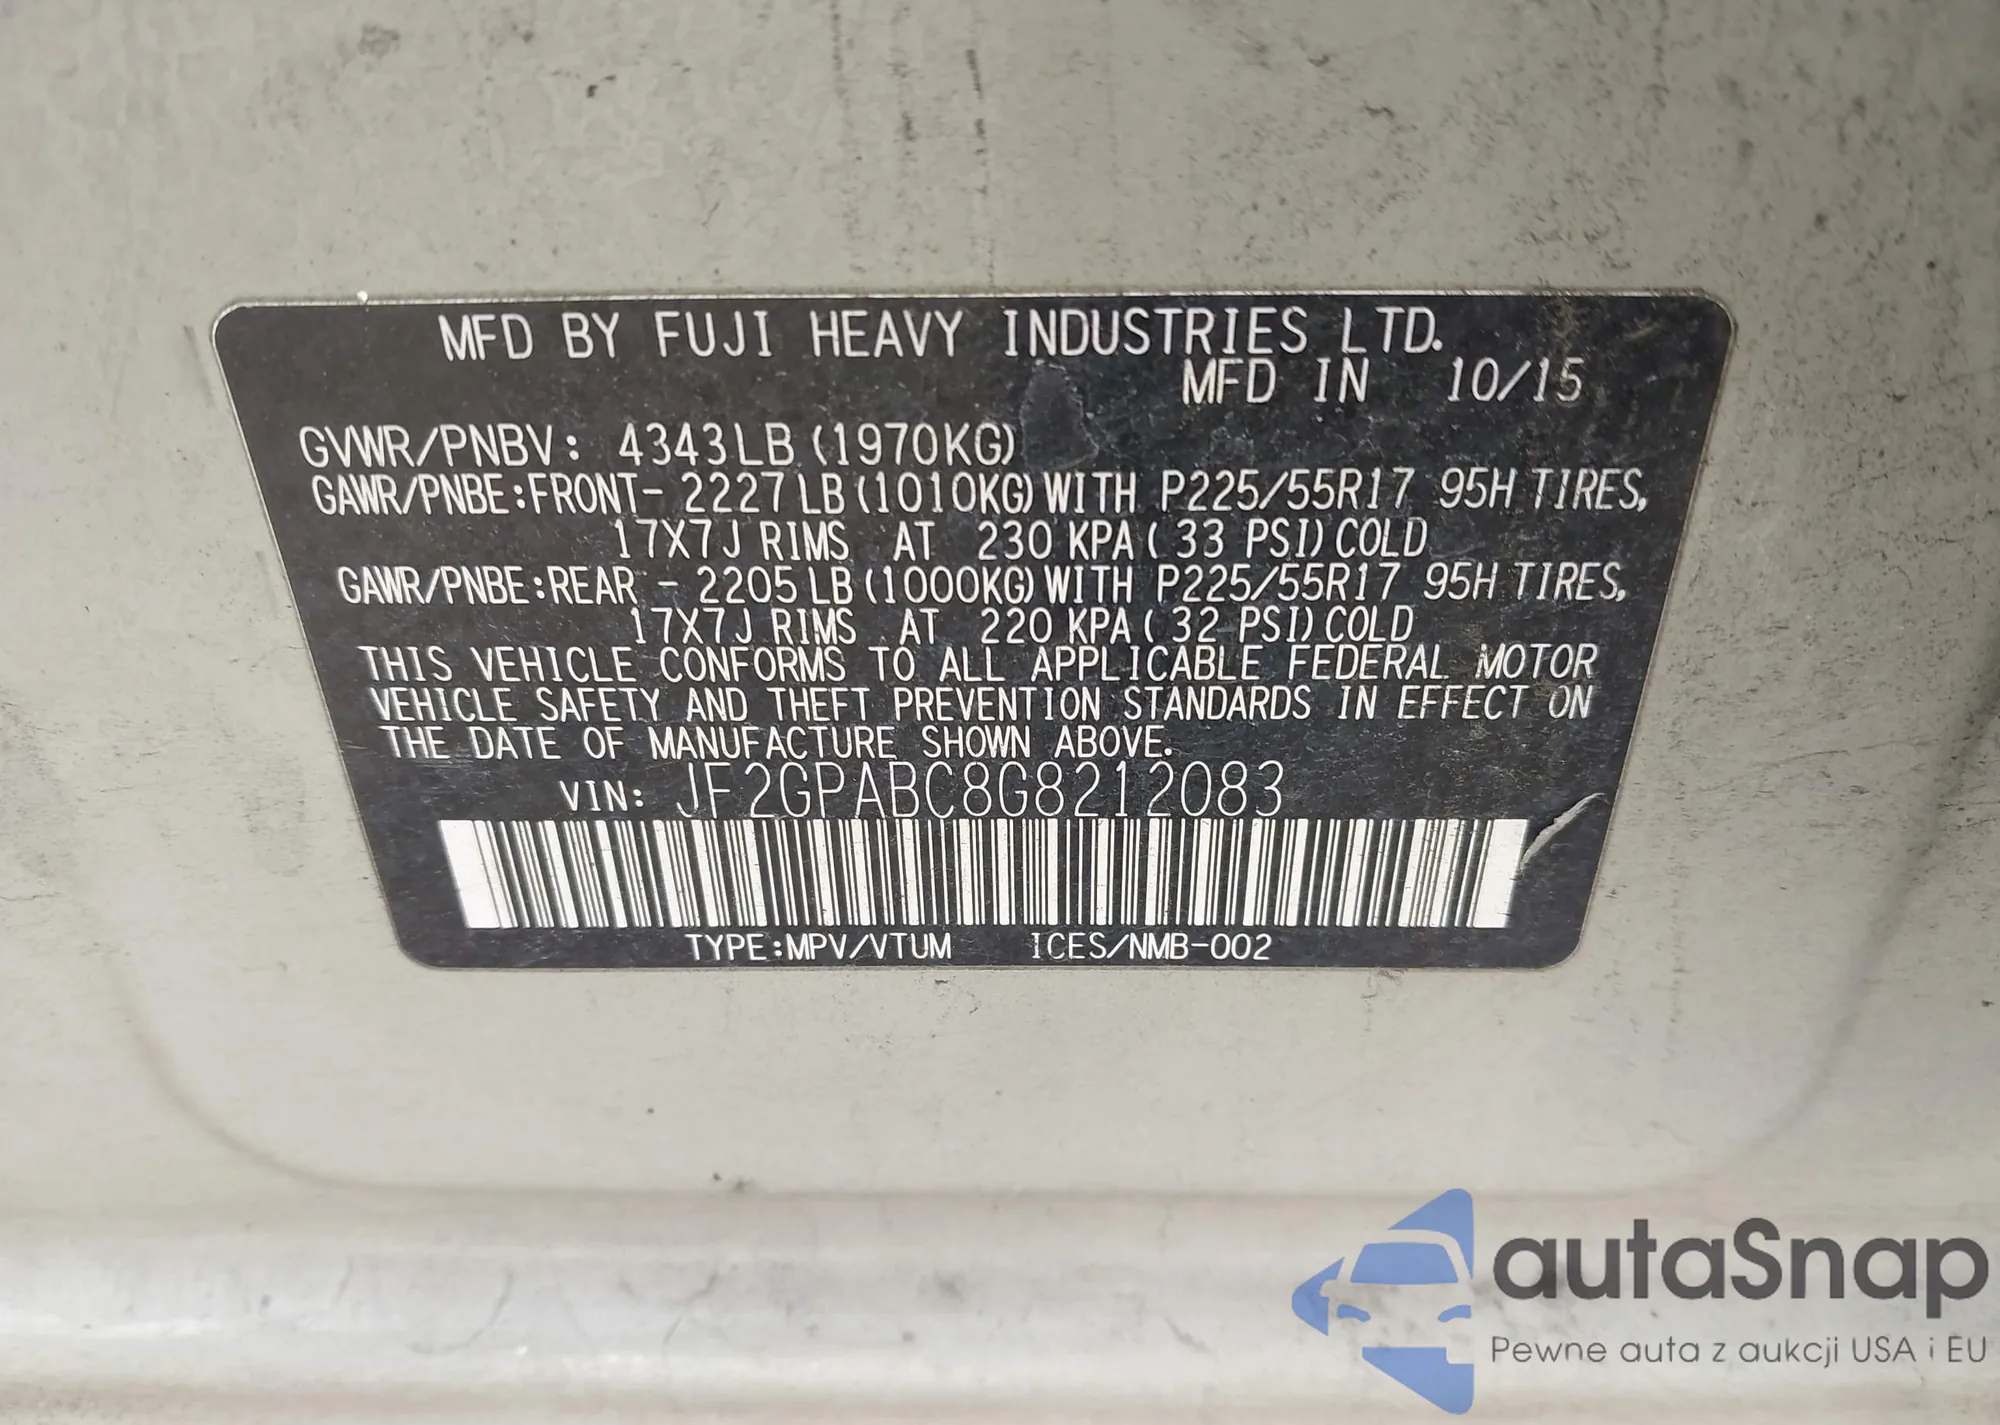 MFD BY FUJI HEAVY INDUSTRIES LTD.
MFD IN 10/15
GVWR/PNBV: 4343LB (1970KG)
GAWR/PNBE:FRONT- 2227LB (1010KG) WITH P225/55R17 95H TIRES,
17X7J RIMS AT 230 KPA ( 33 PSI) COLD
GAWR/PNBE:REAR - 2205LB (1000KG) WITH P225/55R17 95H TIRES,
17X7J RIMS AT 220 KPA ( 32 PSI) COLD
THIS VEHICLE CONFORMS TO ALL APPLICABLE FEDERAL MOTOR
VEHICLE SAFETY AND THEFT PREVENTION STANDARDS IN EFFECT ON
THE DATE OF MANUFACTURE SHOWN ABOVE.
VIN: JF2GPABC8G8212083
TYPE:MPV/VTUM ICES/NMB-002
autaSnap
Pewne auta z aukcji USA i EU